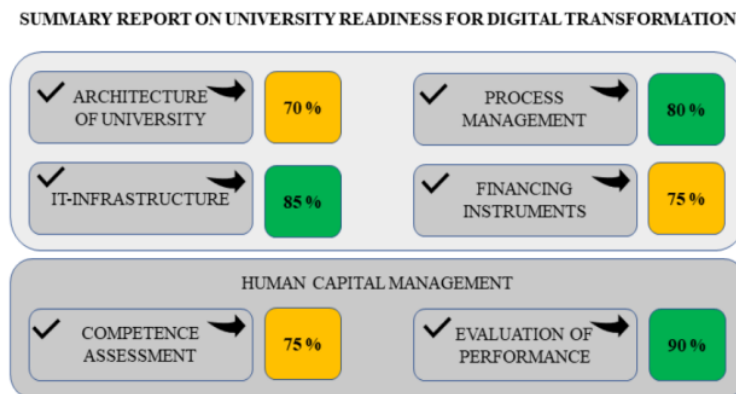 SUMMARY REPORT ON UNIVERSITY READINESS FOR DIGITAL TRANSFORMATION
ARCHITECTURE
OF UNIVERSITY
70 %
PROCESS
MANAGEMENT
80 %
IT-INFRASTRUCTURE
85 %
FINANCING
INSTRUMENTS
75 %
HUMAN CAPITAL MANAGEMENT
COMPETENCE
ASSESSMENT
75 %
EVALUATION OF
PERFORMANCE
90 %